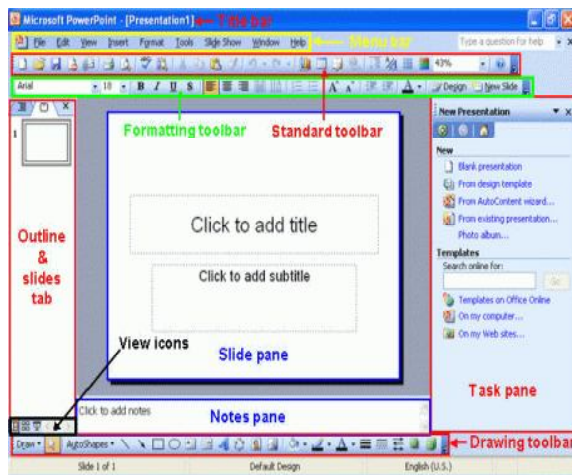 Microsoft PowerPoint - [Presentation1] Title bar
File Edit View Insert Format Tools Slide Show Window Help Menu bar Type a question for help
43%
Arial 18 B I U S A A A Design New Slide
Formatting toolbar Standard toolbar
1
Outline
&
slides
tab
Click to add title
Click to add subtitle
View icons
Slide pane
New Presentation
New
Blank presentation
From design template
From AutoContent wizard...
From existing presentation...
Photo album...
Templates
Search online for:
Go
Templates on Office Online
On my computer...
On my Web sites...
Task pane
Click to add notes
Notes pane
Draw AutoShapes A Drawing toolbar
Slide 1 of 1 Default Design English (U.S.)